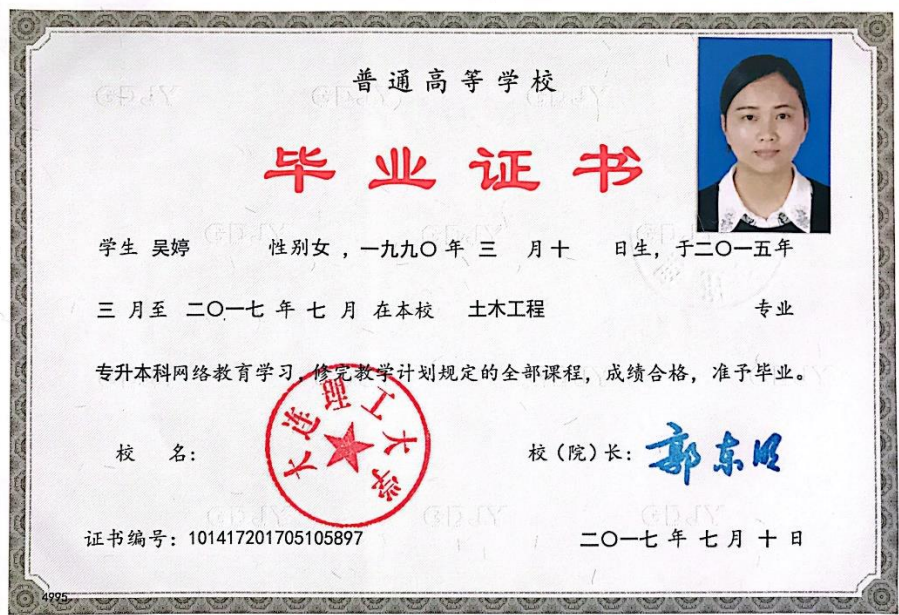 普通高等学校
毕业证书
学生 吴婷 性别女 ，一九九〇 年 三 月十 日生，于二〇一五年
三 月至 二〇一七 年 七 月 在本校 土木工程 专业
专升本科网络教育学习，修完教学计划规定的全部课程，成绩合格，准予毕业。
大连理工大学
校 名： 校（院）长：郭东明
证书编号：101417201705105897 二〇一七 年 七 月 十 日
4995